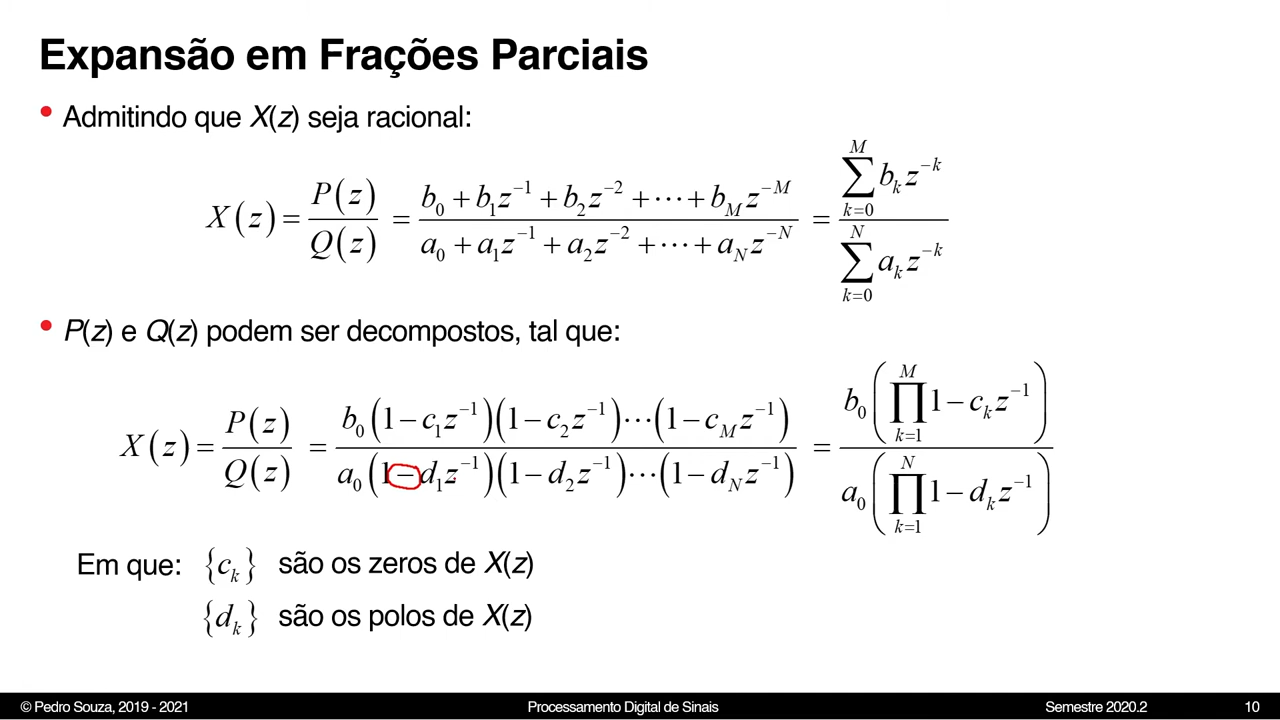 Expansão em Frações Parciais
• Admitindo que X(z) seja racional:
X(z) = P(z)/Q(z) = (b₀ + b₁z⁻¹ + b₂z⁻² + ⋯ + b_M z^−M)/(a₀ + a₁z⁻¹ + a₂z⁻² + ⋯ + a_N z^−N) = (∑_{k=0}^{M} b_k z^−k)/(∑_{k=0}^{N} a_k z^−k)
• P(z) e Q(z) podem ser decompostos, tal que:
X(z) = P(z)/Q(z) = (b₀(1−c₁z⁻¹)(1−c₂z⁻¹)⋯(1−c_M z⁻¹))/(a₀(1−d₁z⁻¹)(1−d₂z⁻¹)⋯(1−d_N z⁻¹)) = (b₀(∏_{k=1}^{M} 1−c_k z⁻¹))/(a₀(∏_{k=1}^{N} 1−d_k z⁻¹))
Em que: {c_k} são os zeros de X(z)
{d_k} são os polos de X(z)
© Pedro Souza, 2019 - 2021 Processamento Digital de Sinais Semestre 2020.2 10